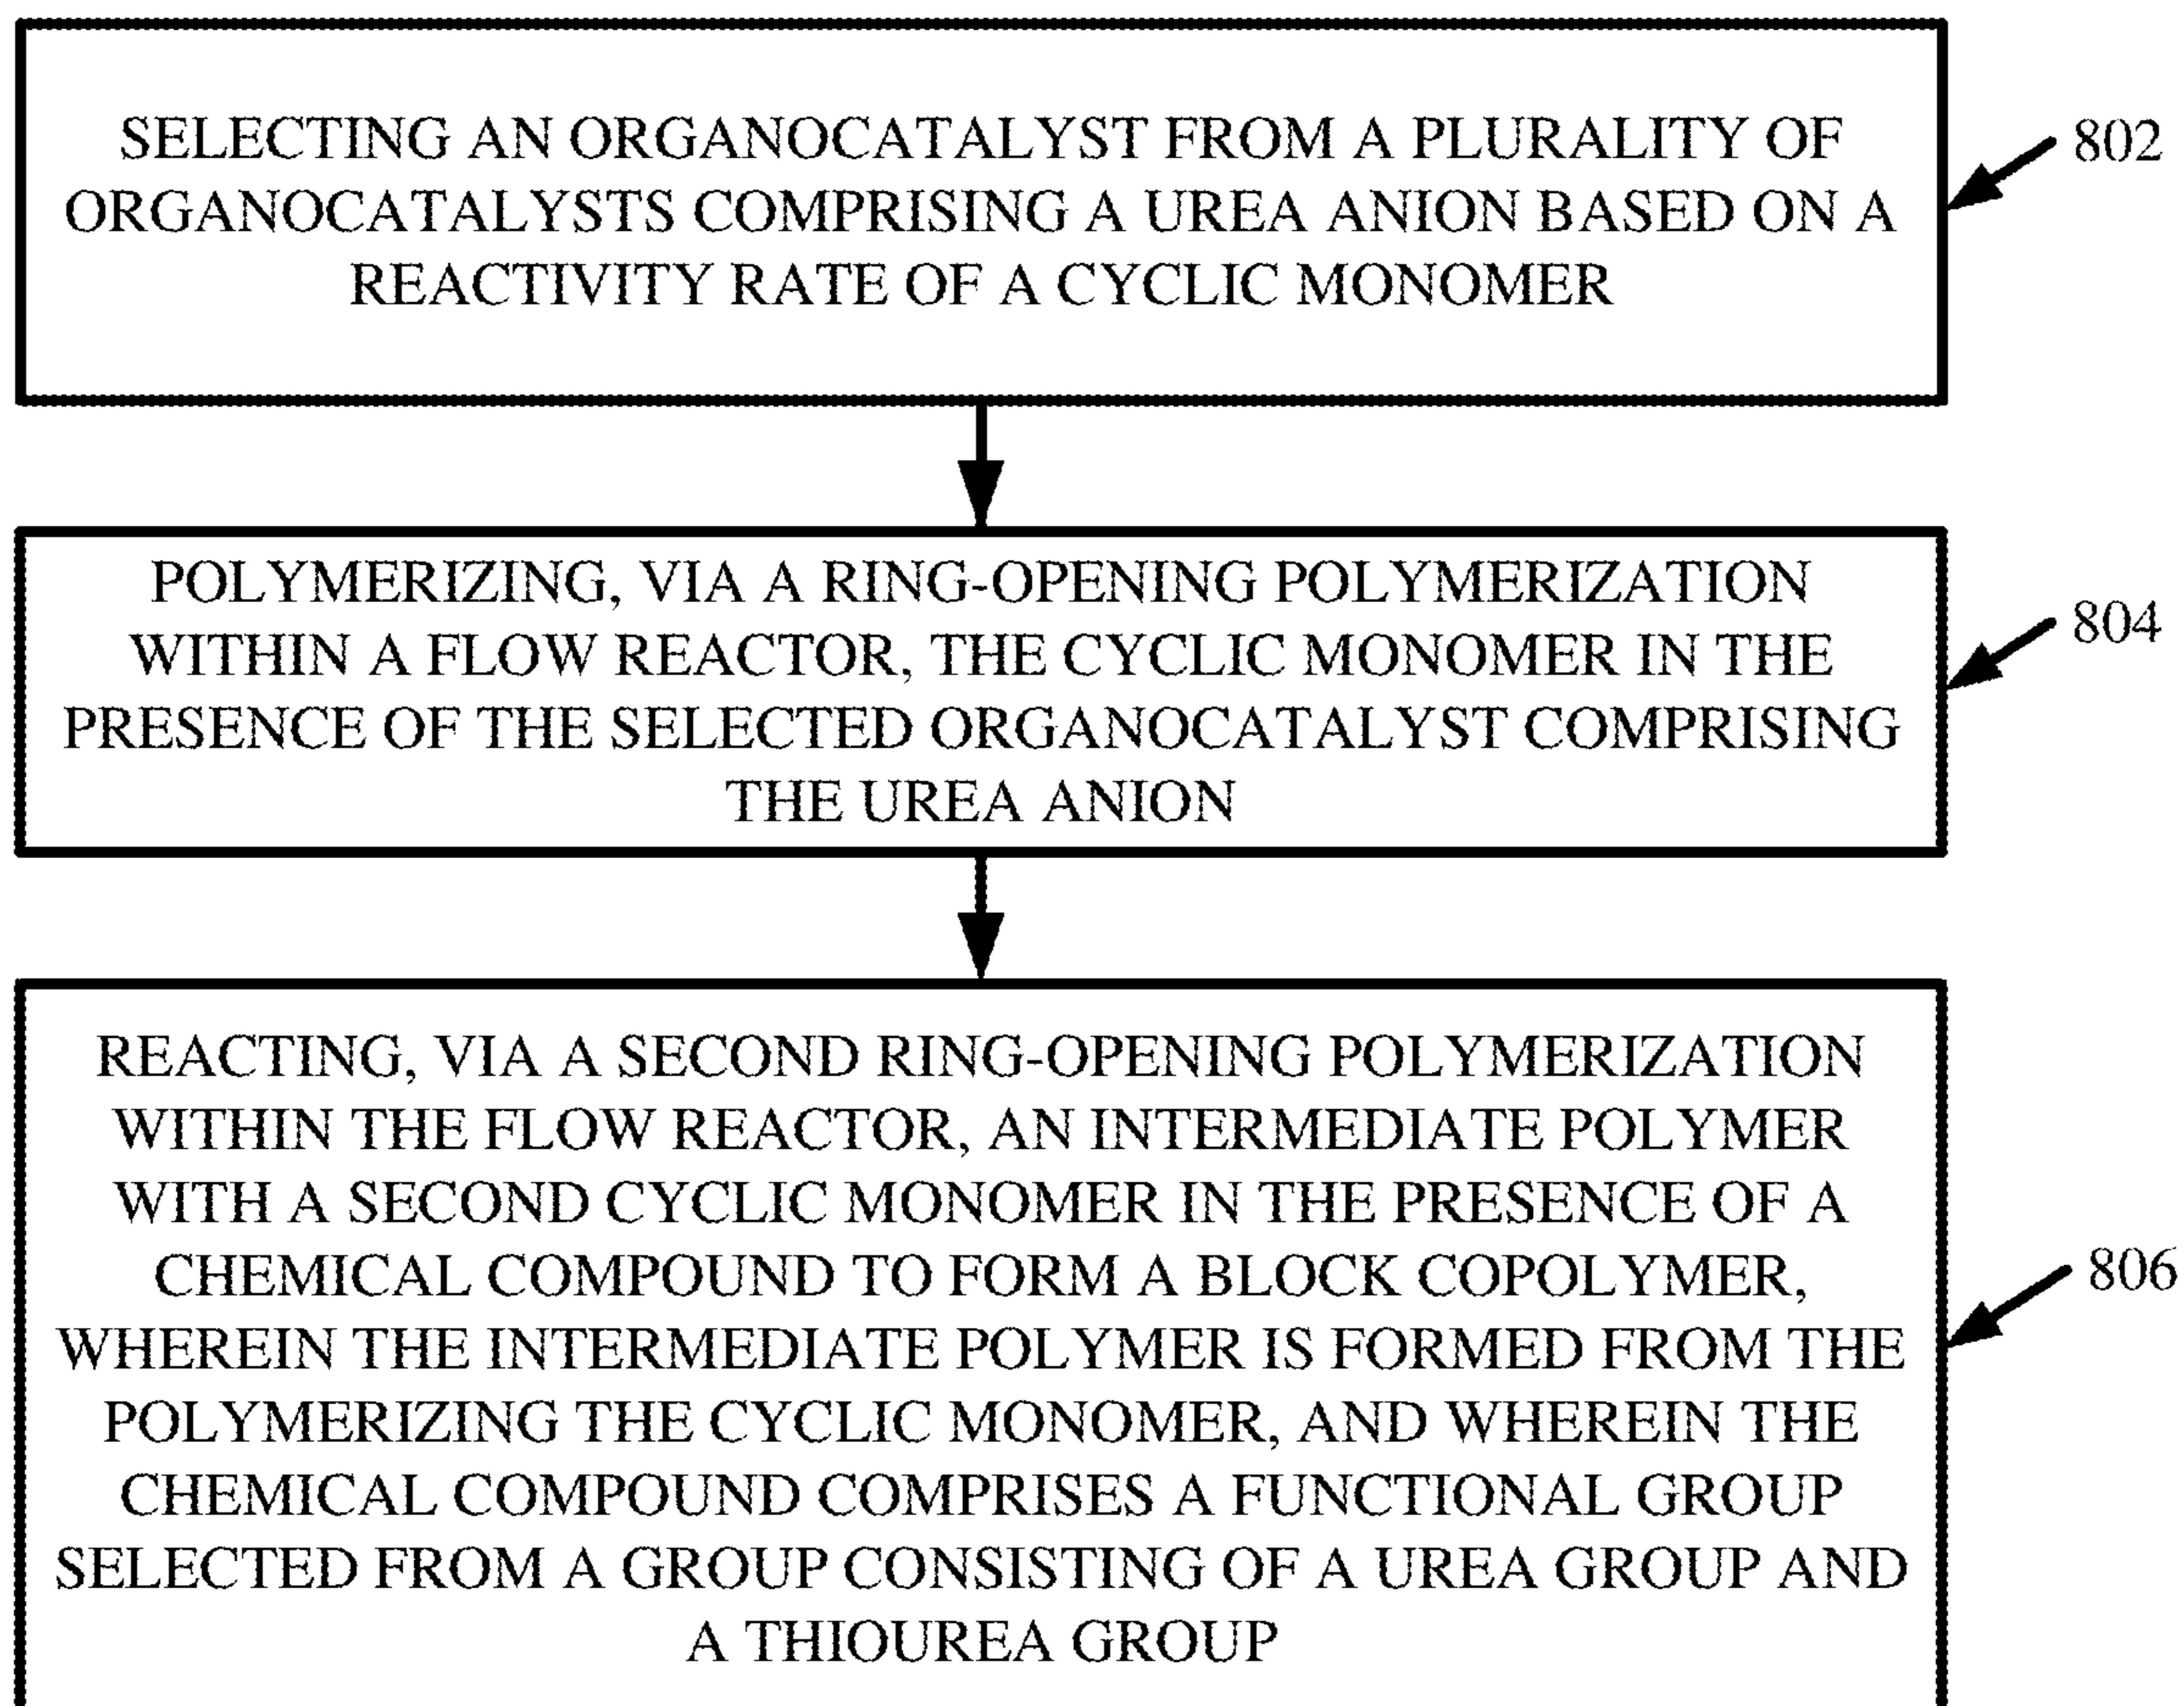 SELECTING AN ORGANOCATALYST FROM A PLURALITY OF
ORGANOCATALYSTS COMPRISING A UREA ANION BASED ON A
REACTIVITY RATE OF A CYCLIC MONOMER
802
POLYMERIZING, VIA A RING-OPENING POLYMERIZATION
WITHIN A FLOW REACTOR, THE CYCLIC MONOMER IN THE
PRESENCE OF THE SELECTED ORGANOCATALYST COMPRISING
THE UREA ANION
804
REACTING, VIA A SECOND RING-OPENING POLYMERIZATION
WITHIN THE FLOW REACTOR, AN INTERMEDIATE POLYMER
WITH A SECOND CYCLIC MONOMER IN THE PRESENCE OF A
CHEMICAL COMPOUND TO FORM A BLOCK COPOLYMER,
WHEREIN THE INTERMEDIATE POLYMER IS FORMED FROM THE
POLYMERIZING THE CYCLIC MONOMER, AND WHEREIN THE
CHEMICAL COMPOUND COMPRISES A FUNCTIONAL GROUP
SELECTED FROM A GROUP CONSISTING OF A UREA GROUP AND
A THIOUREA GROUP
806